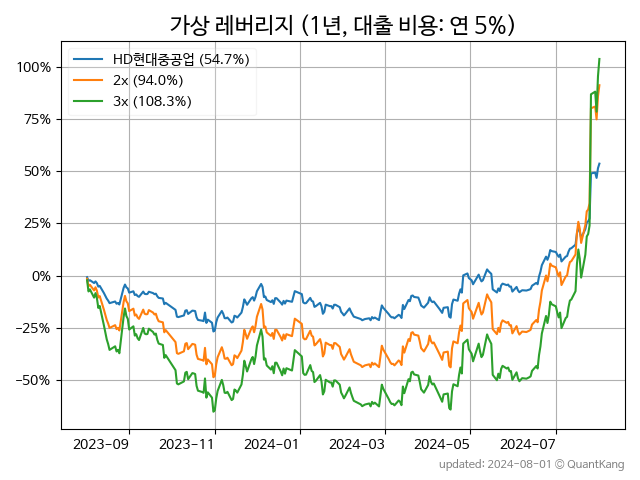 가상 레버리지 (1년, 대출 비용: 연 5%)
HD현대중공업 (54.7%)
2x (94.0%)
3x (108.3%)
100%
75%
50%
25%
0%
−25%
−50%
2023-09
2023-11
2024-01
2024-03
2024-05
2024-07
updated: 2024-08-01 © QuantKang